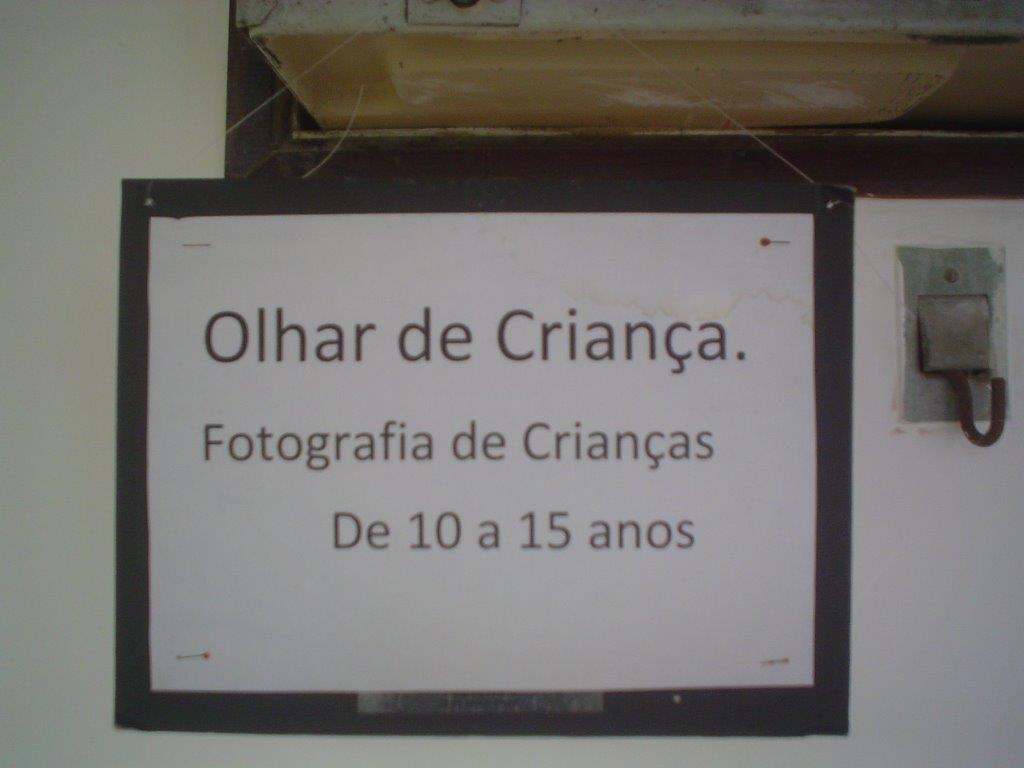 Olhar de Criança.
Fotografia de Crianças
De 10 a 15 anos